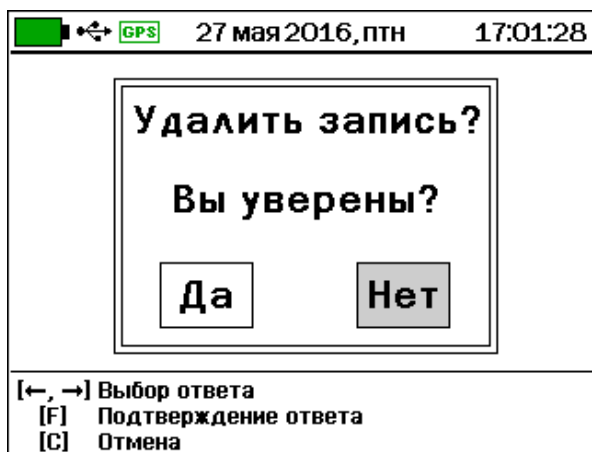 GPS 27 мая 2016, птн 17:01:28
Удалить запись?
Вы уверены?
Да Нет
[←, →] Выбор ответа
[F] Подтверждение ответа
[C] Отмена